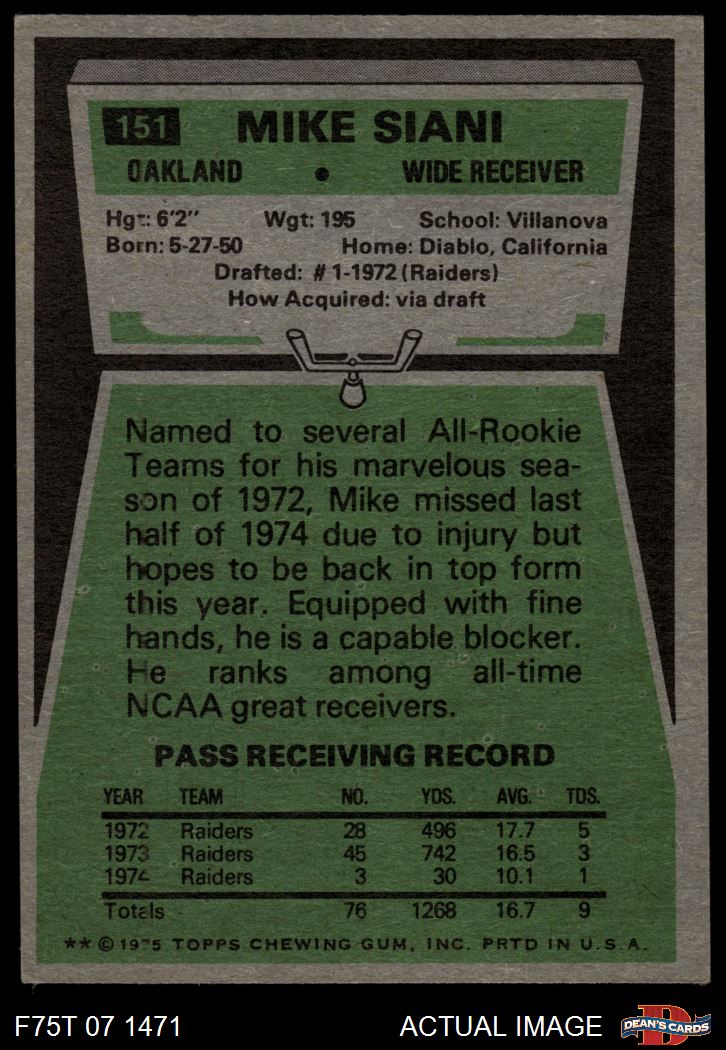 151 MIKE SIANI
OAKLAND • WIDE RECEIVER
Hgt: 6'2" Wgt: 195 School: Villanova
Born: 5-27-50 Home: Diablo, California
Drafted: #1-1972 (Raiders)
How Acquired: via draft
Named to several All-Rookie
Teams for his marvelous sea-
son of 1972, Mike missed last
half of 1974 due to injury but
hopes to be back in top form
this year. Equipped with fine
hands, he is a capable blocker.
He ranks among all-time
NCAA great receivers.
PASS RECEIVING RECORD
YEAR TEAM NO. YDS. AVG. TDS.
1972 Raiders 28 496 17.7 5
1973 Raiders 45 742 16.5 3
1974 Raiders 3 30 10.1 1
Totals 76 1268 16.7 9
** © 1975 TOPPS CHEWING GUM, INC. PRTD IN U.S.A.
F75T 07 1471 ACTUAL IMAGE D DEAN'S CARDS